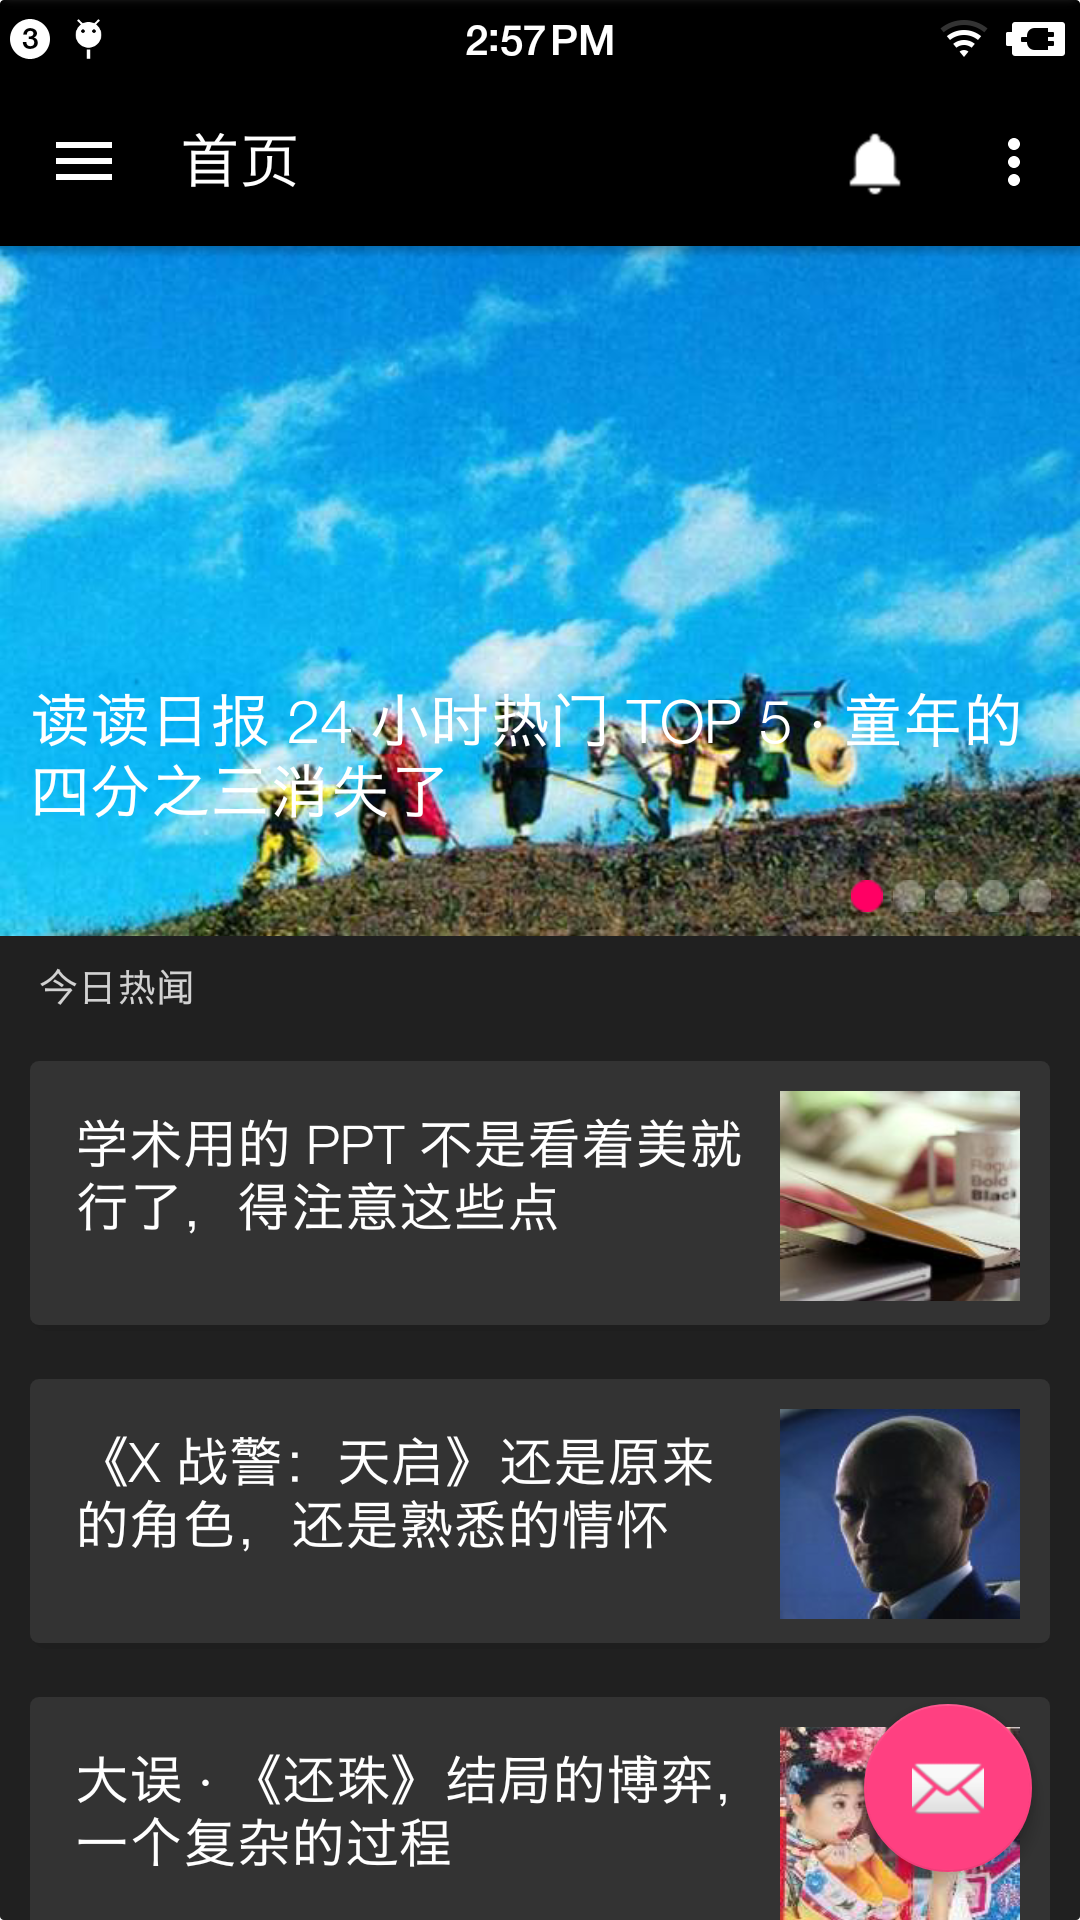 3
2:57PM
首页
读读日报 24 小时热门 TOP 5 · 童年的
四分之三消失了
今日热闻
学术用的 PPT 不是看着美就
行了，得注意这些点
Light
Regular
Bold
Black
《X 战警：天启》还是原来
的角色，还是熟悉的情怀
大误 · 《还珠》结局的博弈，
一个复杂的过程